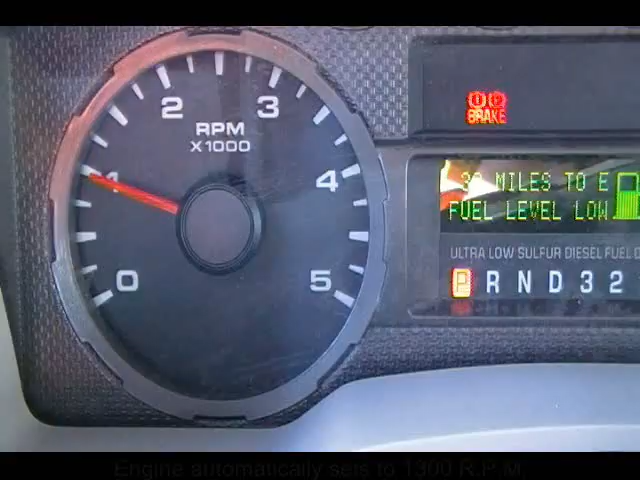 2
3
RPM
X1000
1
4
0
5
BRAKE
30 MILES TO E
FUEL LEVEL LOW
ULTRA LOW SULFUR DIESEL FUEL
P R N D 3 2
Engine automatically sets to 1300 R.P.M.